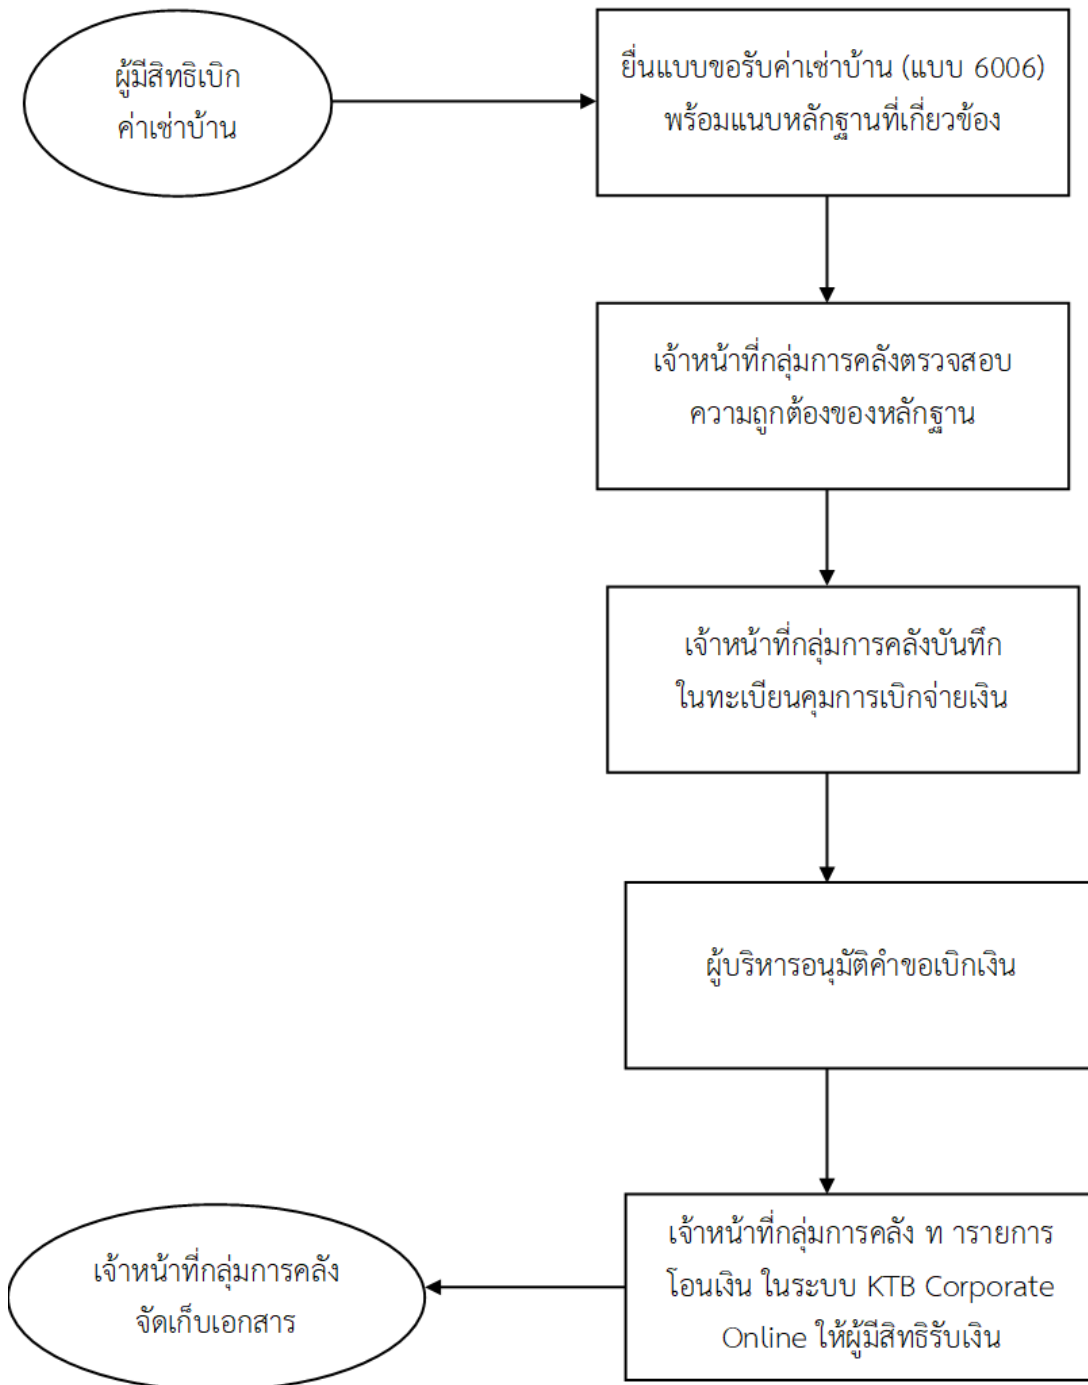 ผู้มีสิทธิเบิก
ค่าเช่าบ้าน
ยื่นแบบขอรับค่าเช่าบ้าน (แบบ 6006)
พร้อมแนบหลักฐานที่เกี่ยวข้อง
เจ้าหน้าที่กลุ่มการคลังตรวจสอบ
ความถูกต้องของหลักฐาน
เจ้าหน้าที่กลุ่มการคลังบันทึก
ในทะเบียนคุมการเบิกจ่ายเงิน
ผู้บริหารอนุมัติคำขอเบิกเงิน
เจ้าหน้าที่กลุ่มการคลัง ท ารายการ
โอนเงิน ในระบบ KTB Corporate
Online ให้ผู้มีสิทธิรับเงิน
เจ้าหน้าที่กลุ่มการคลัง
จัดเก็บเอกสาร